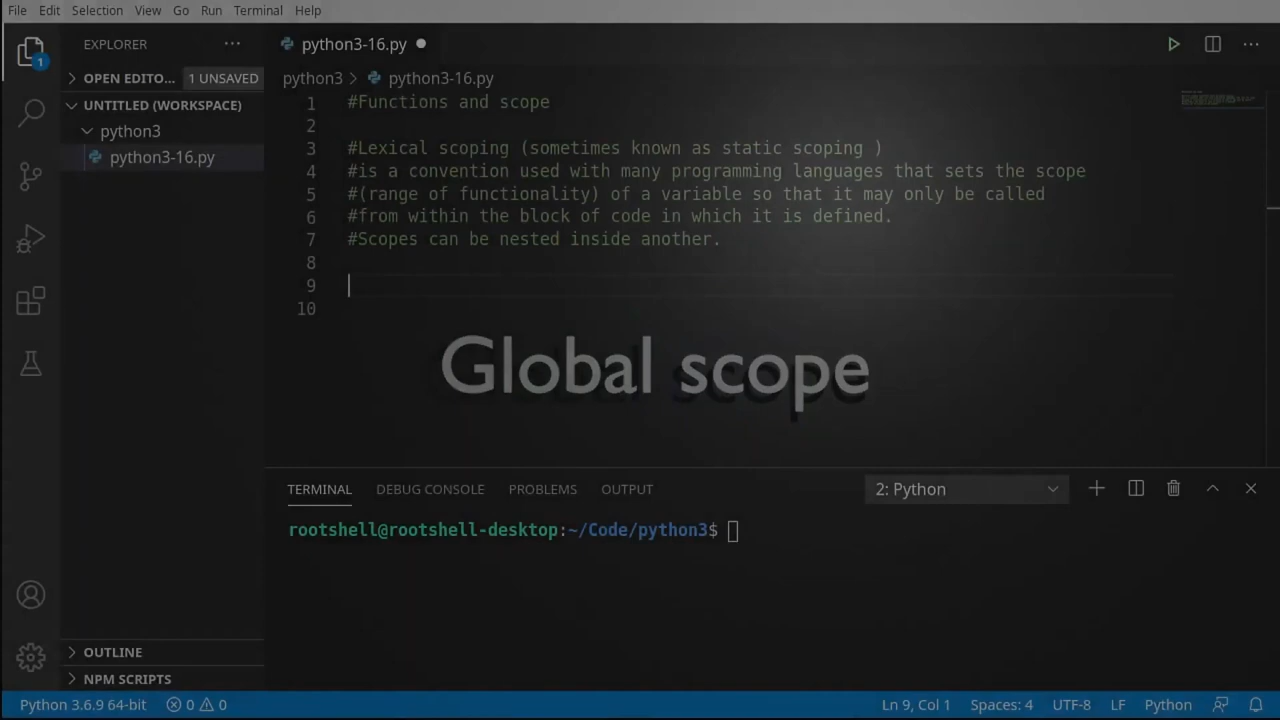 File Edit Selection View Go Run Terminal Help
EXPLORER
python3-16.py
OPEN EDITO... 1 UNSAVED
UNTITLED (WORKSPACE)
python3
python3-16.py
python3 > python3-16.py
1 #Functions and scope
2
3 #Lexical scoping (sometimes known as static scoping )
4 #is a convention used with many programming languages that sets the scope
5 #(range of functionality) of a variable so that it may only be called
6 #from within the block of code in which it is defined.
7 #Scopes can be nested inside another.
8
9
10
Global scope
TERMINAL DEBUG CONSOLE PROBLEMS OUTPUT 2: Python
rootshell@rootshell-desktop:~/Code/python3$
1
OUTLINE
NPM SCRIPTS
Python 3.6.9 64-bit 0 0 Ln 9, Col 1 Spaces: 4 UTF-8 LF Python